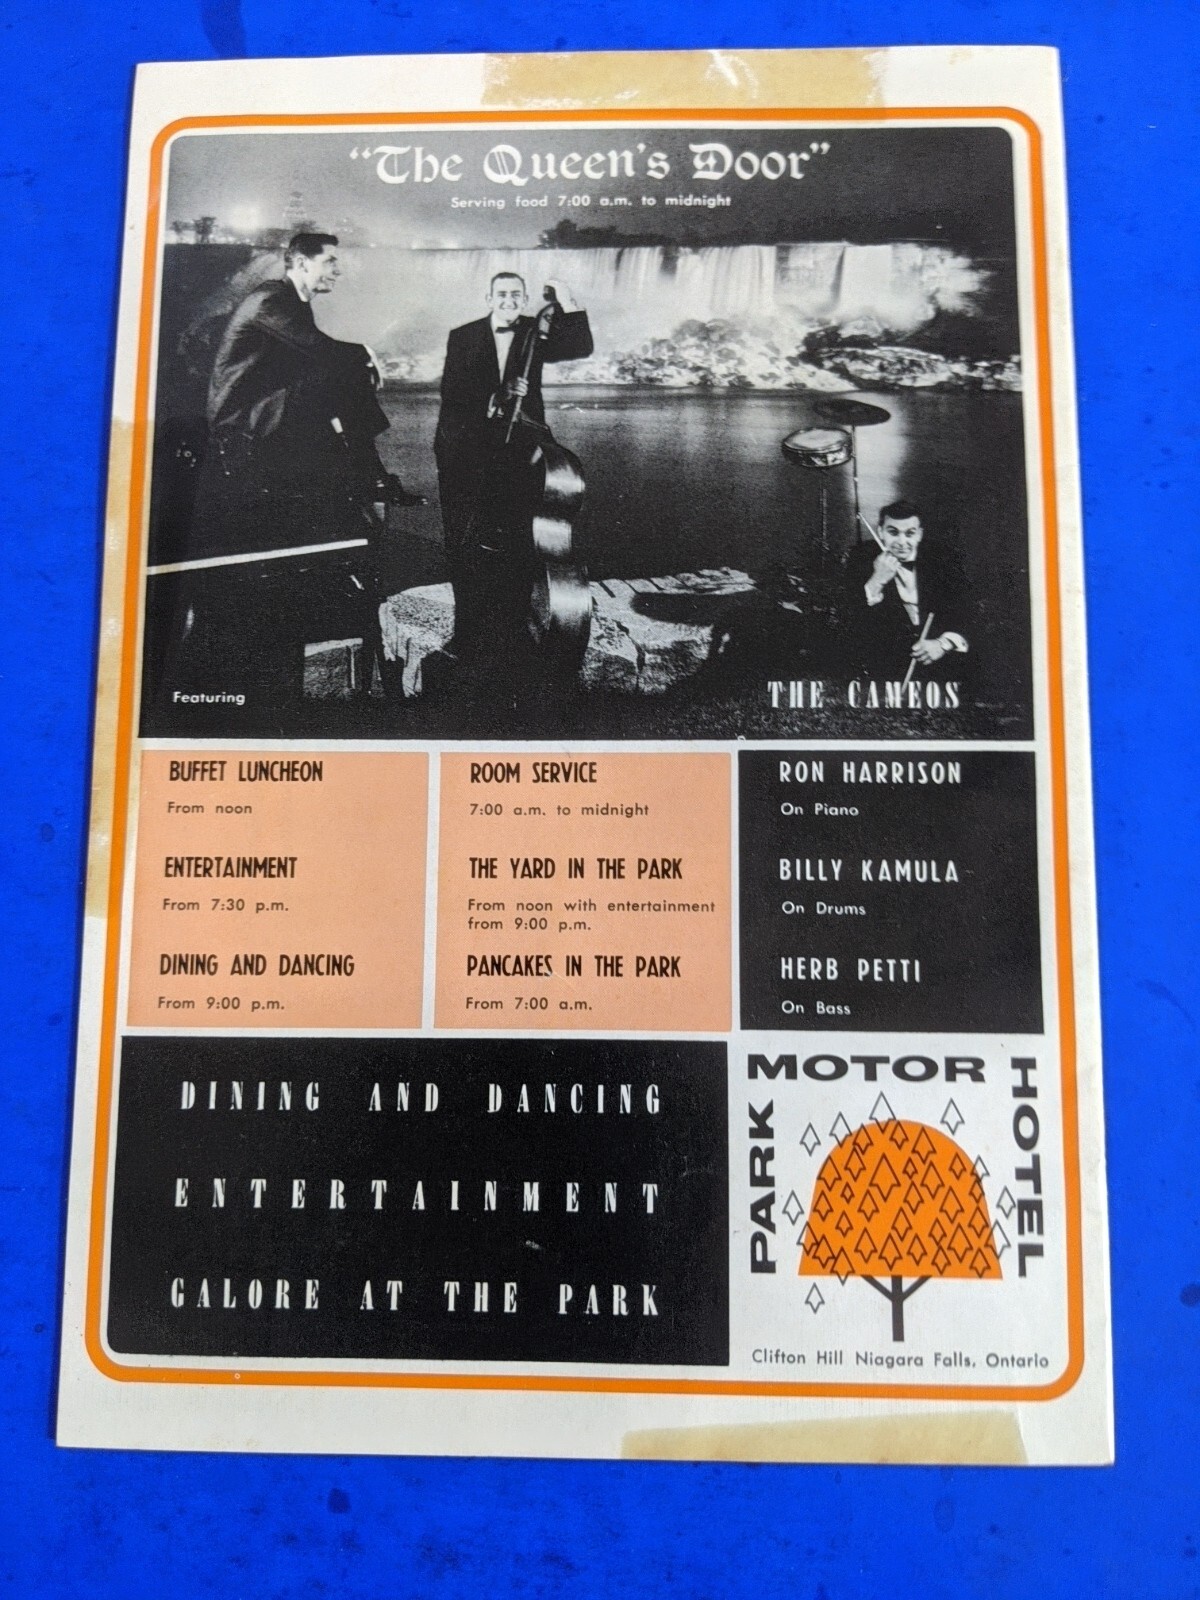 "The Queen's Door"
Serving food 7:00 a.m. to midnight
Featuring
THE CAMEOS
BUFFET LUNCHEON
From noon
ENTERTAINMENT
From 7:30 p.m.
DINING AND DANCING
From 9:00 p.m.
ROOM SERVICE
7:00 a.m. to midnight
THE YARD IN THE PARK
From noon with entertainment
from 9:00 p.m.
PANCAKES IN THE PARK
From 7:00 a.m.
RON HARRISON
On Piano
BILLY KAMULA
On Drums
HERB PETTI
On Bass
DINING AND DANCING
ENTERTAINMENT
GALORE AT THE PARK
PARK
MOTOR
HOTEL
Clifton Hill Niagara Falls, Ontario